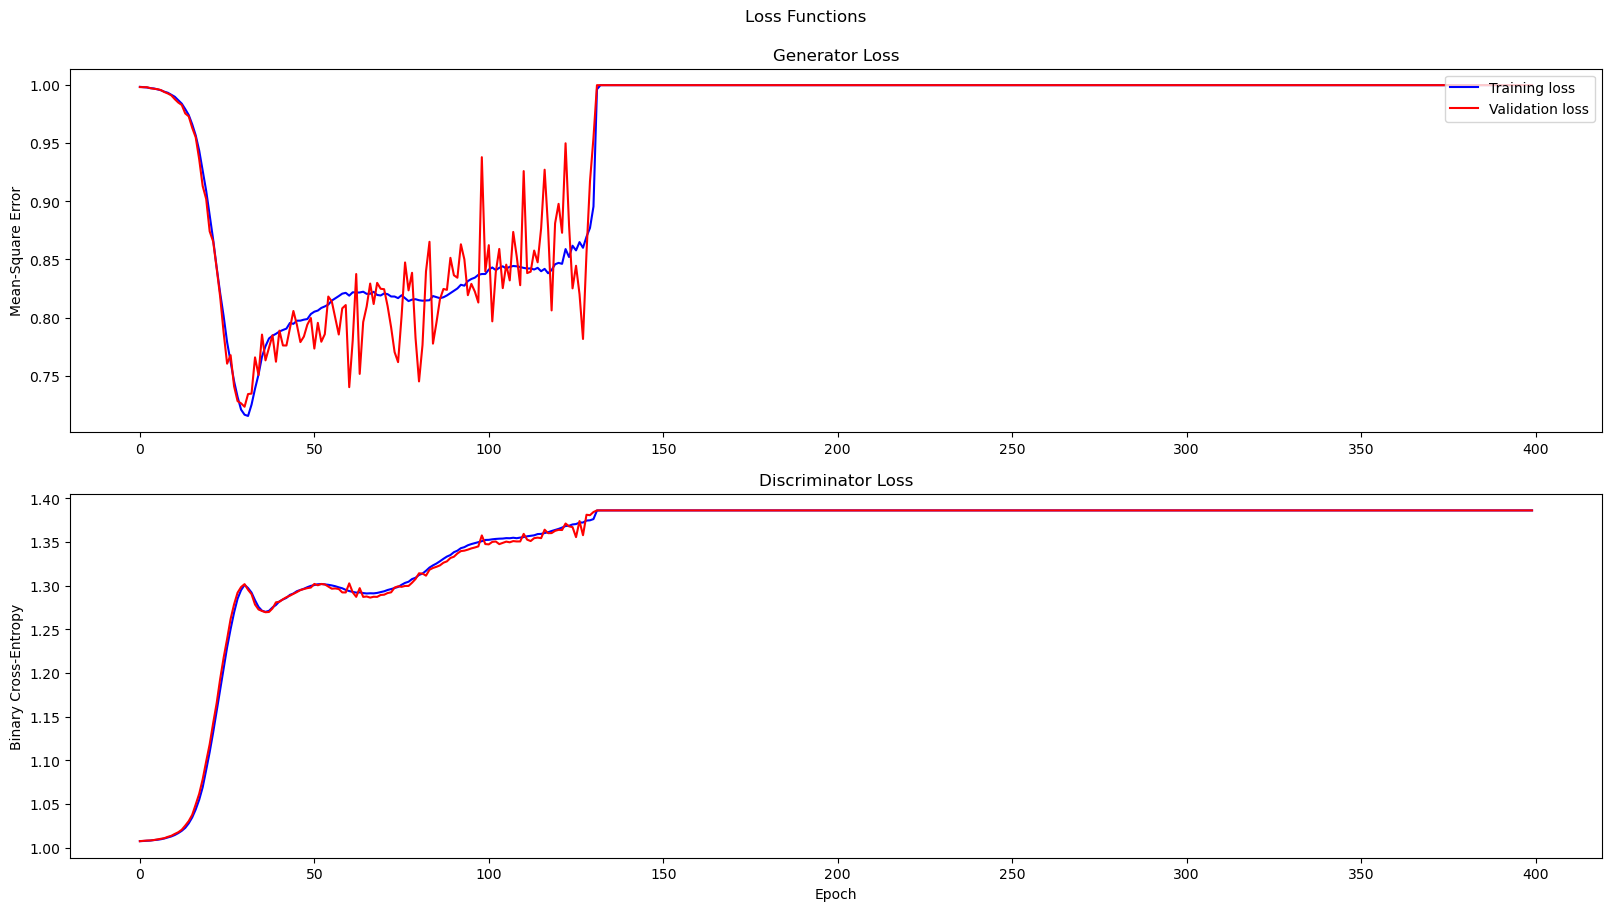 Loss Functions
Generator Loss
Mean-Square Error
1.00
0.95
0.90
0.85
0.80
0.75
Training loss
Validation loss
0 50 100 150 200 250 300 350 400
Discriminator Loss
Binary Cross-Entropy
1.40
1.35
1.30
1.25
1.20
1.15
1.10
1.05
1.00
0 50 100 150 200 250 300 350 400
Epoch